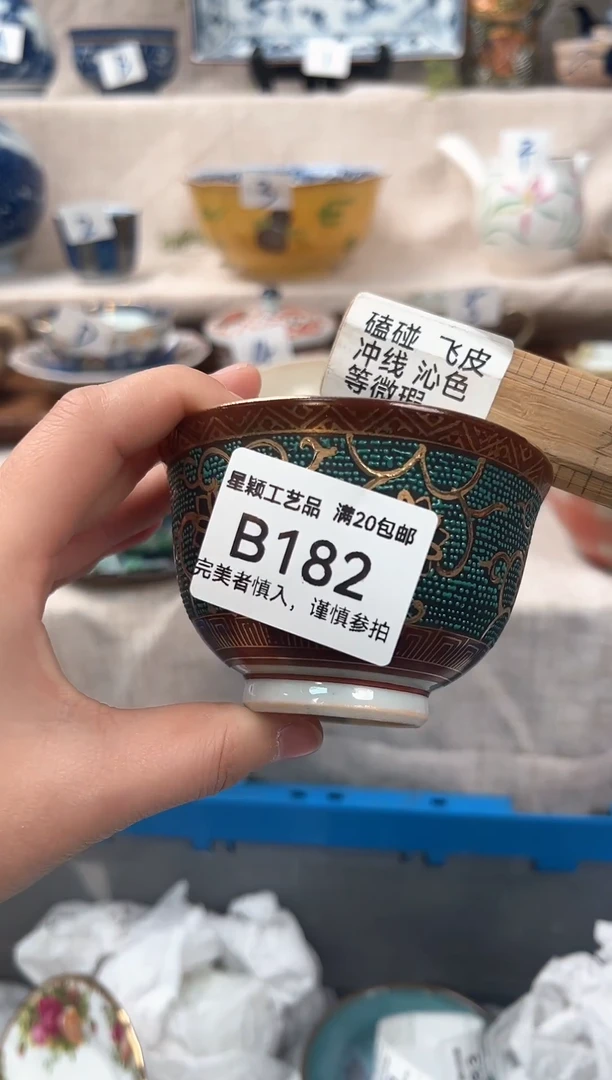 磕碰 飞皮
冲线 沁色
等微瑕
星颖工艺品 满20包邮
B182
完美者慎入，谨慎参拍